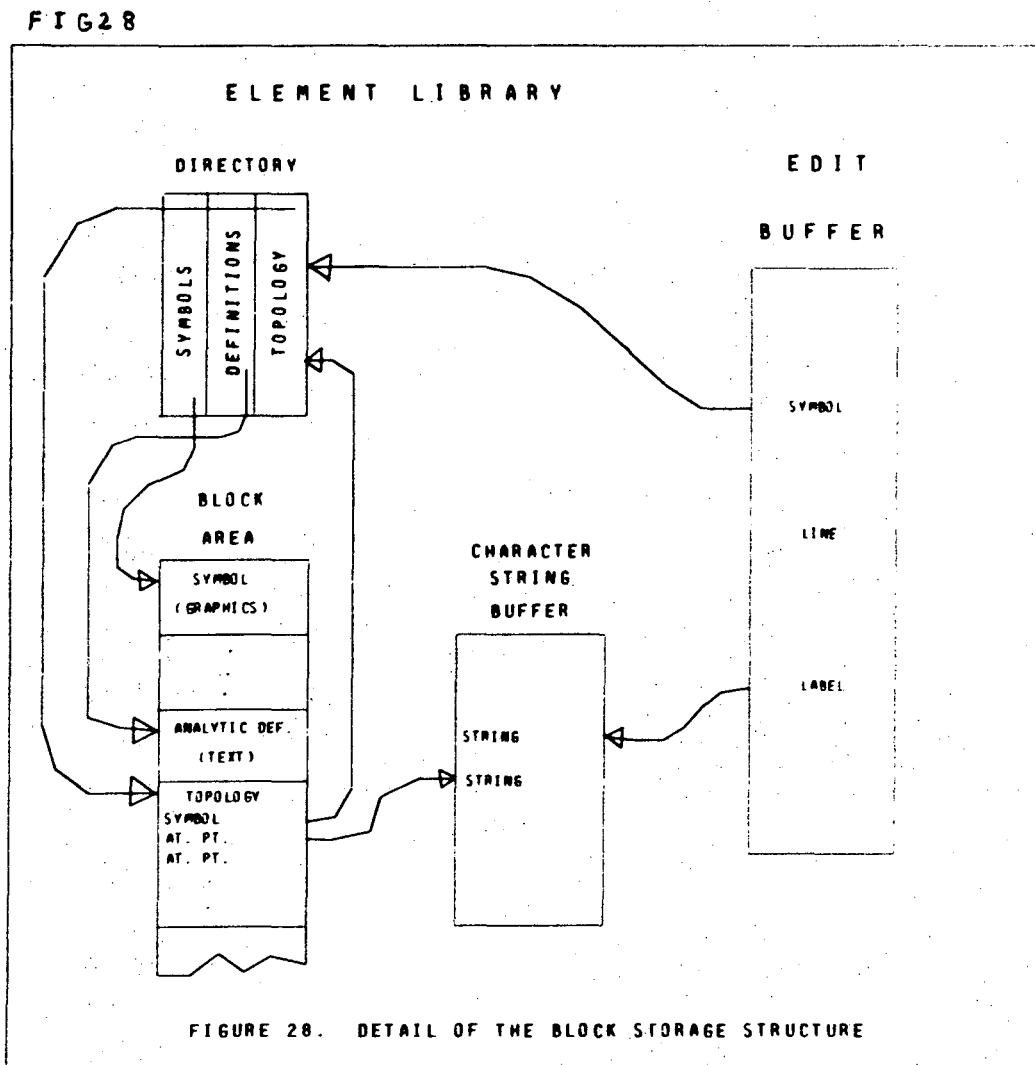 FIG28
ELEMENT LIBRARY
DIRECTORY
SYMBOLS
DEFINITIONS
TOPOLOGY
EDIT
BUFFER
SYMBOL
LINE
LABEL
BLOCK
AREA
SYMBOL
(GRAPHICS)
ANALYTIC DEF.
(TEXT)
TOPOLOGY
SYMBOL
AT. PT.
AT. PT.
CHARACTER
STRING
BUFFER
STRING
STRING
FIGURE 28. DETAIL OF THE BLOCK STORAGE STRUCTURE